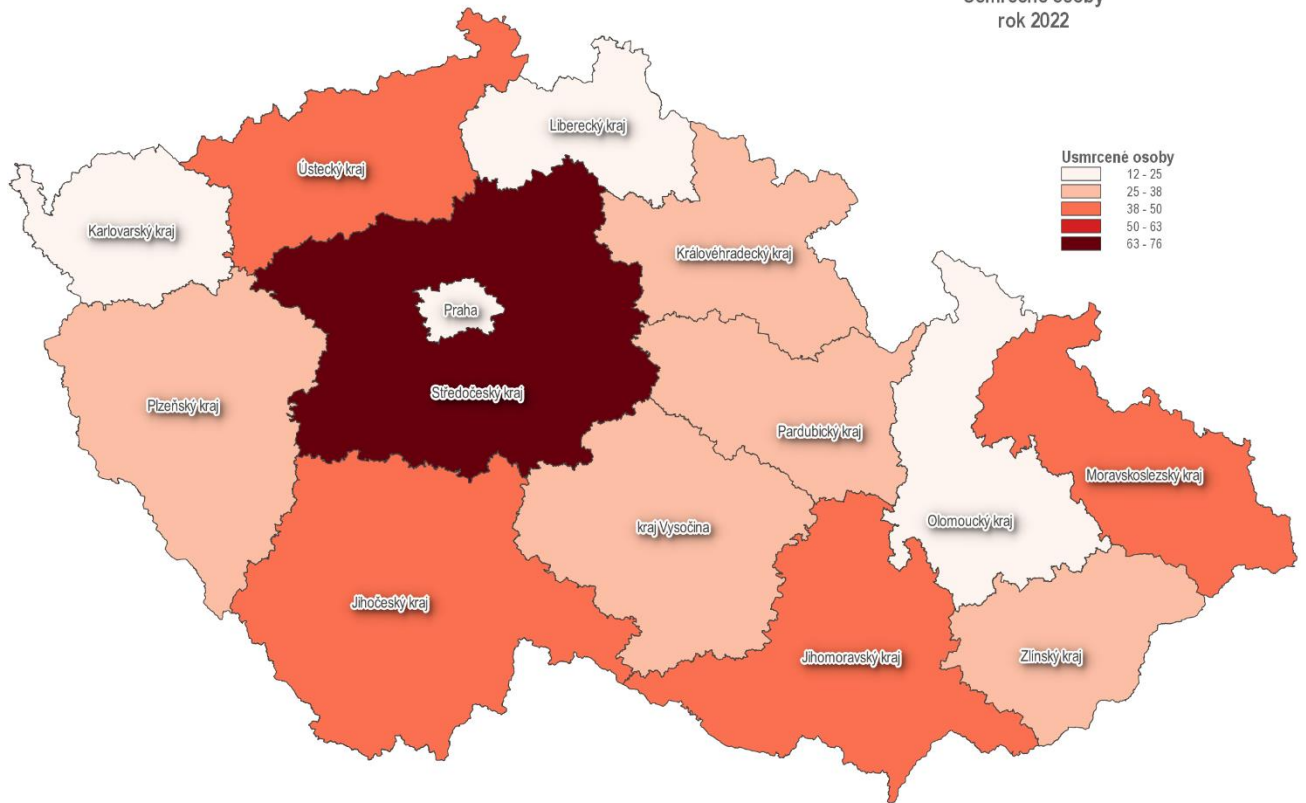 Usmrcené osoby
rok 2022
Liberecký kraj
Ústecký kraj
Usmrcené osoby
12 - 25
25 - 38
38 - 50
50 - 63
63 - 76
Karlovarský kraj
Královéhradecký kraj
Praha
Středočeský kraj
Plzeňský kraj
Pardubický kraj
Moravskoslezský kraj
kraj Vysočina
Olomoucký kraj
Jihočeský kraj
Jihomoravský kraj
Zlínský kraj